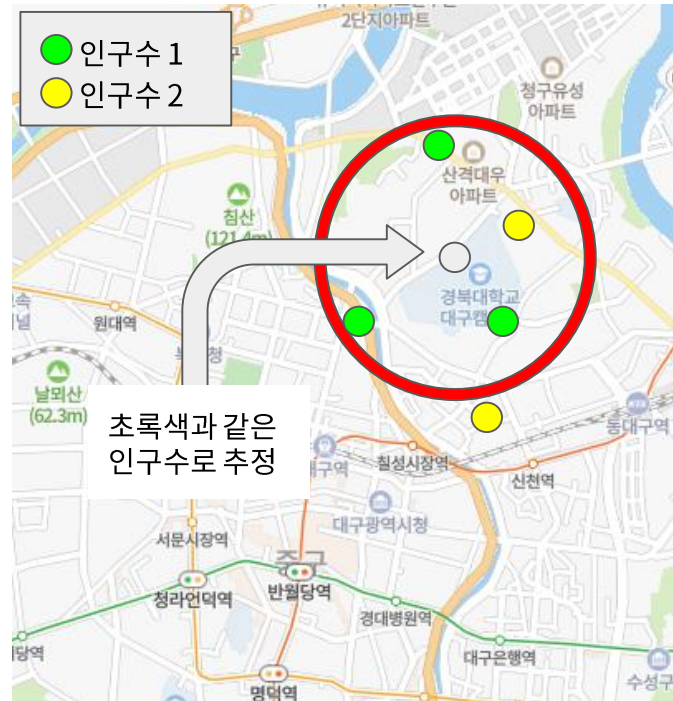 인구수 1
인구수 2
2단지아파트
청구유성
아파트
산격대우
아파트
침산
(121.4m)
경북대학교
대구캠
원대역
날뫼산
(62.3m)
초록색과 같은
인구수로 추정
동대구역
칠성시장역
신천역
대구광역시청
서문시장역
중구
청라언덕역
반월당역
경대병원역
대구은행역
명덕역
수성구